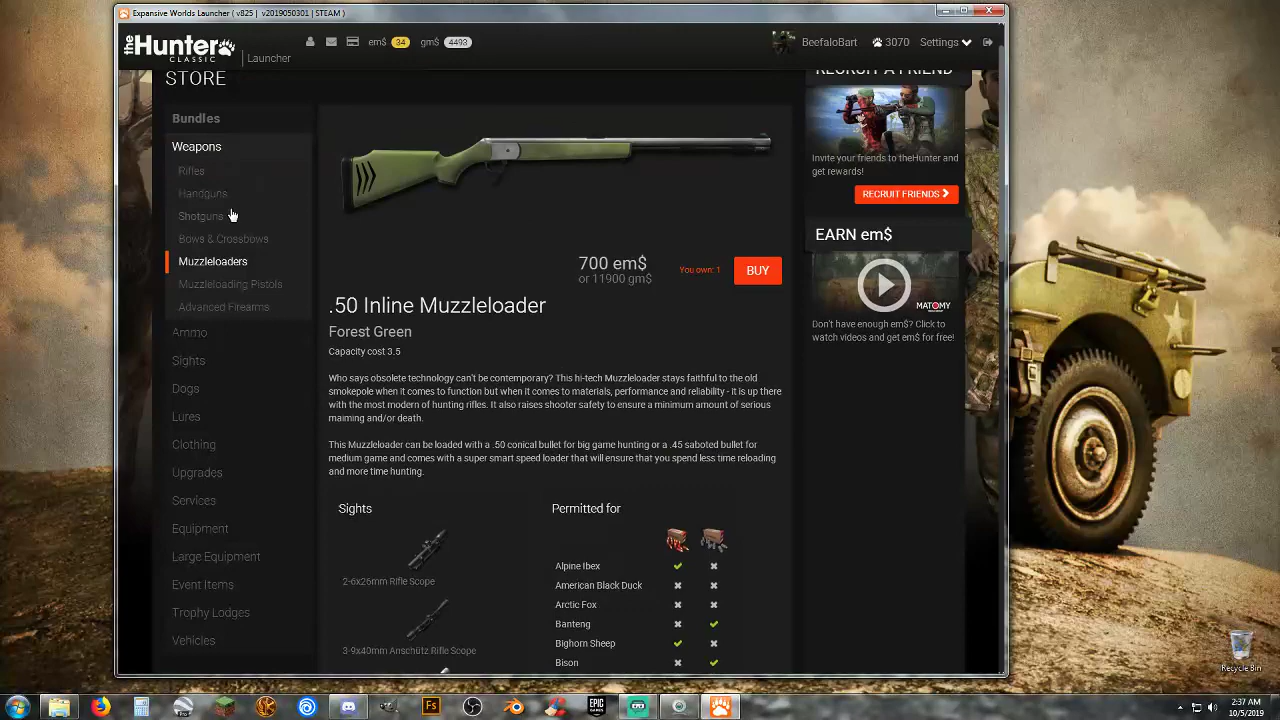 Expansive Worlds Launcher ( v825 | v2019050301 | STEAM )
theHunter CLASSIC
Launcher
em$ 34 gm$ 4493
BeefaloBart 3070 Settings
STORE
Bundles
Weapons
Rifles
Handguns
Shotguns
Bows & Crossbows
Muzzleloaders
Muzzleloading Pistols
Advanced Firearms
Ammo
Sights
Dogs
Lures
Clothing
Upgrades
Services
Equipment
Large Equipment
Event Items
Trophy Lodges
Vehicles
700 em$
or 11900 gm$
You own: 1
BUY
.50 Inline Muzzleloader
Forest Green
Capacity cost 3.5
Who says obsolete technology can't be contemporary? This hi-tech Muzzleloader stays faithful to the old
smokepole when it comes to function but when it comes to materials, performance and reliability - it is up there
with the most modern of hunting rifles. It also raises shooter safety to ensure a minimum amount of serious
maiming and/or death.
This Muzzleloader can be loaded with a .50 conical bullet for big game hunting or a .45 saboted bullet for
medium game and comes with a super smart speed loader that will ensure that you spend less time reloading
and more time hunting.
Sights
2-6x26mm Rifle Scope
3-9x40mm Anschütz Rifle Scope
Permitted for
Alpine Ibex
American Black Duck
Arctic Fox
Banteng
Bighorn Sheep
Bison
RECRUIT A FRIEND
Invite your friends to theHunter and
get rewards!
RECRUIT FRIENDS
EARN em$
MATOMY
Don't have enough em$? Click to
watch videos and get em$ for free!
Recycle Bin
Fs
EPIC
GAMES
2:37 AM
10/5/2019